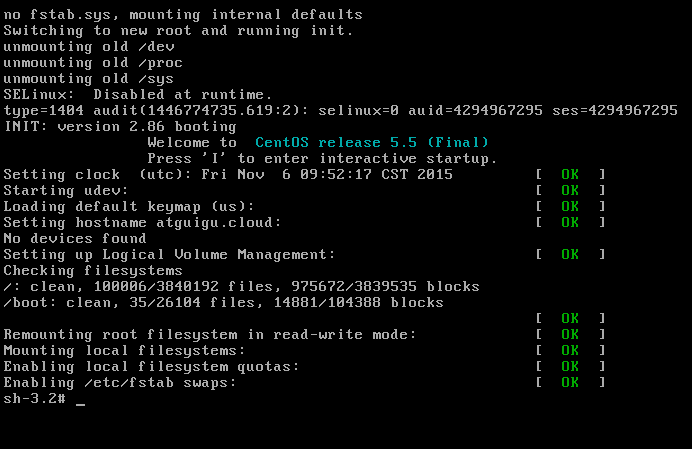 no fstab.sys, mounting internal defaults
Switching to new root and running init.
unmounting old /dev
unmounting old /proc
unmounting old /sys
SELinux:  Disabled at runtime.
type=1404 audit(1446774735.619:2): selinux=0 auid=4294967295 ses=4294967295
INIT: version 2.86 booting
Welcome to  CentOS release 5.5 (Final)
Press 'I' to enter interactive startup.
Setting clock  (utc): Fri Nov  6 09:52:17 CST 2015 [  OK  ]
Starting udev: [  OK  ]
Loading default keymap (us): [  OK  ]
Setting hostname atguigu.cloud: [  OK  ]
No devices found
Setting up Logical Volume Management: [  OK  ]
Checking filesystems
/: clean, 100006/3840192 files, 975672/3839535 blocks
/boot: clean, 35/26104 files, 14881/104388 blocks
[  OK  ]
Remounting root filesystem in read-write mode: [  OK  ]
Mounting local filesystems: [  OK  ]
Enabling local filesystem quotas: [  OK  ]
Enabling /etc/fstab swaps: [  OK  ]
sh-3.2# _